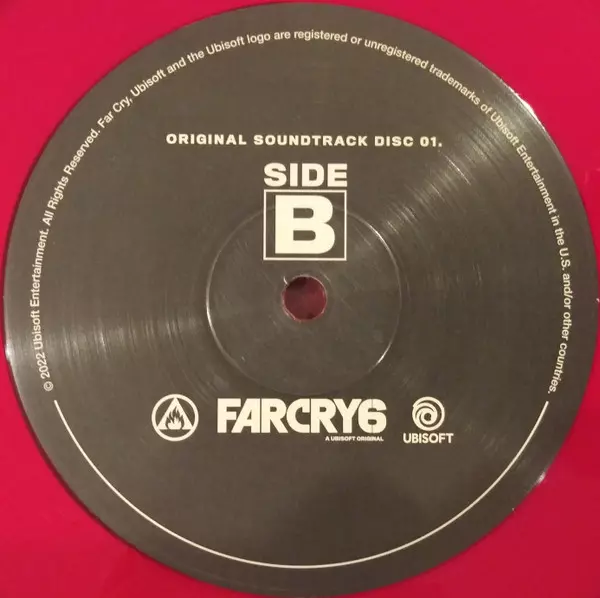 © 2022 Ubisoft Entertainment. All Rights Reserved. Far Cry, Ubisoft and the Ubisoft logo are registered or unregistered trademarks of Ubisoft Entertainment in the U.S. and/or other countries.
ORIGINAL SOUNDTRACK DISC 01.
SIDE
B
FARCRY6
A UBISOFT ORIGINAL
UBISOFT